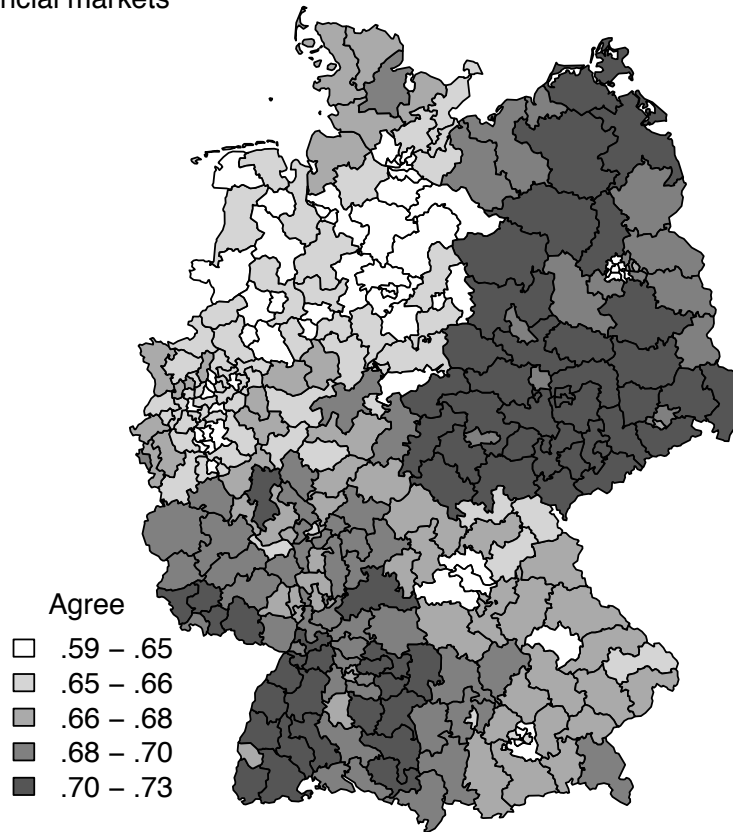 ncial markets
Agree
.59 – .65
.65 – .66
.66 – .68
.68 – .70
.70 – .73